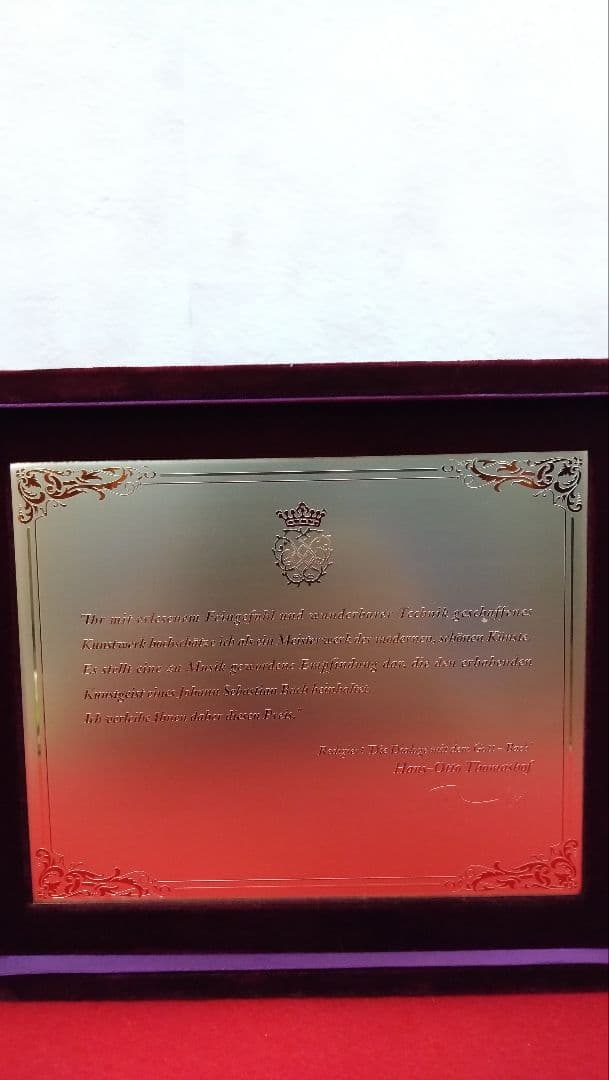 "Ihr mit erlesenem Feingefühl und wunderbarer Technik geschaffenes
Kunstwerk hochschätze ich als ein Meisterwerk der modernen, schönen Künste.
Es stellt eine zu Musik gewordene Empfindung dar, die den erhabenden
Kunstgeist eines Johann Sebastian Bach beinhaltet.
Ich verleihe Ihnen daher diesen Preis."
Hans-Otto